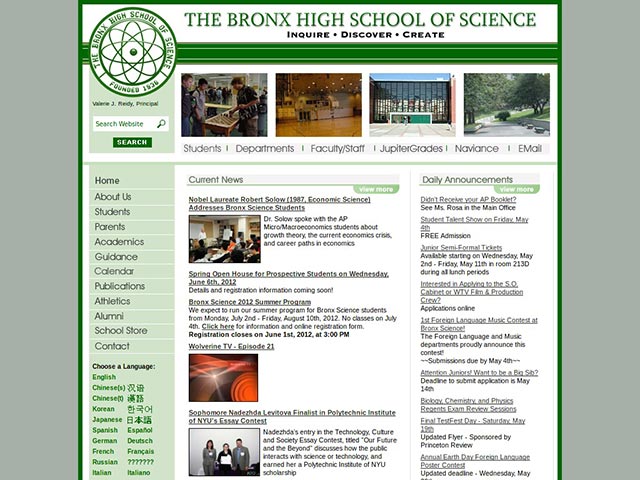 THE BRONX HIGH SCHOOL OF SCIENCE
FOUNDED 1938
THE BRONX HIGH SCHOOL OF SCIENCE
INQUIRE • DISCOVER • CREATE
Valerie J. Reidy, Principal
Search Website
SEARCH
Students Departments Faculty/Staff JupiterGrades Naviance EMail
Home
About Us
Students
Parents
Academics
Guidance
Calendar
Publications
Athletics
Alumni
School Store
Contact
Choose a Language:
English
Chinese(s) 汉语
Chinese(t) 漢語
Korean 한국어
Japanese 日本語
Spanish Español
German Deutsch
French Français
Russian ???????
Italian Italiano
Current News
view more
Nobel Laureate Robert Solow (1987, Economic Science)
Addresses Bronx Science Students
Dr. Solow spoke with the AP
Micro/Macroeconomics students about
growth theory, the current economics crisis,
and career paths in economics
Spring Open House for Prospective Students on Wednesday,
June 6th, 2012
Details and registration information coming soon!
Bronx Science 2012 Summer Program
We expect to run our summer program for Bronx Science students
from Monday, July 2nd - Friday, August 10th, 2012. No classes on July
4th. Click here for information and online registration form.
Registration closes on June 1st, 2012, at 3:00 PM
Wolverine TV - Episode 21
Sophomore Nadezhda Levitova Finalist in Polytechnic Institute
of NYU's Essay Contest
Nadezhda's entry in the Technology, Culture
and Society Essay Contest, titled "Our Future
and the Beyond" discusses how the public
interacts with science or technology, and
earned her a Polytechnic Institute of NYU
scholarship
Daily Announcements
view more
Didn't Receive your AP Booklet?
See Ms. Rosa in the Main Office
Student Talent Show on Friday, May
4th
FREE Admission
Junior Semi-Formal Tickets
Available starting on Wednesday, May
2nd - Friday, May 11th in room 213D
during all lunch periods
Interested in Applying to the S.O.
Cabinet or WTV Film & Production
Crew?
Applications online
1st Foreign Language Music Contest at
Bronx Science!
The Foreign Language and Music
departments proudly announce this
contest!
~~Submissions due by May 4th~~
Attention Juniors! Want to be a Big Sib?
Deadline to submit application is May
14th
Biology, Chemistry, and Physics
Regents Exam Review Sessions
Final TestFest Day - Saturday, May
19th
Updated Flyer - Sponsored by
Princeton Review
Annual Earth Day Foreign Language
Poster Contest
Updated deadline - Wednesday, May